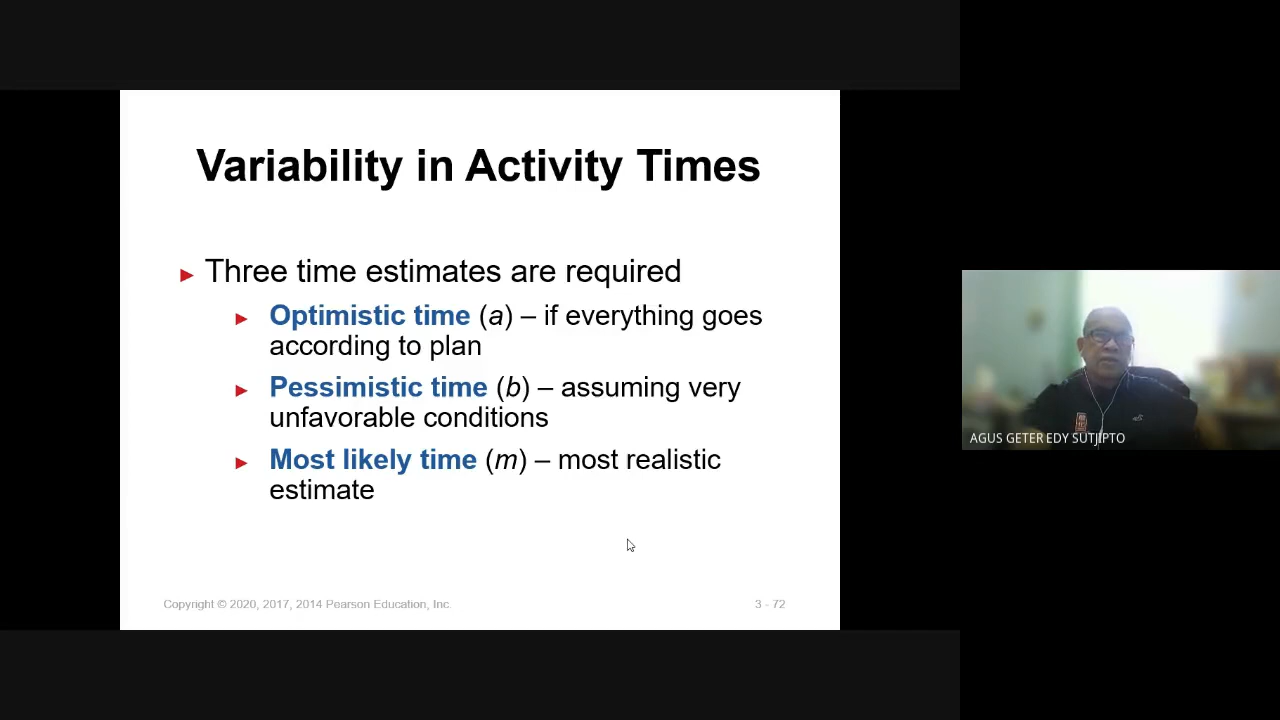 Variability in Activity Times
► Three time estimates are required
► Optimistic time (a) – if everything goes
according to plan
► Pessimistic time (b) – assuming very
unfavorable conditions
► Most likely time (m) – most realistic
estimate
Copyright © 2020, 2017, 2014 Pearson Education, Inc.
3 - 72
AGUS GETER EDY SUTJIPTO